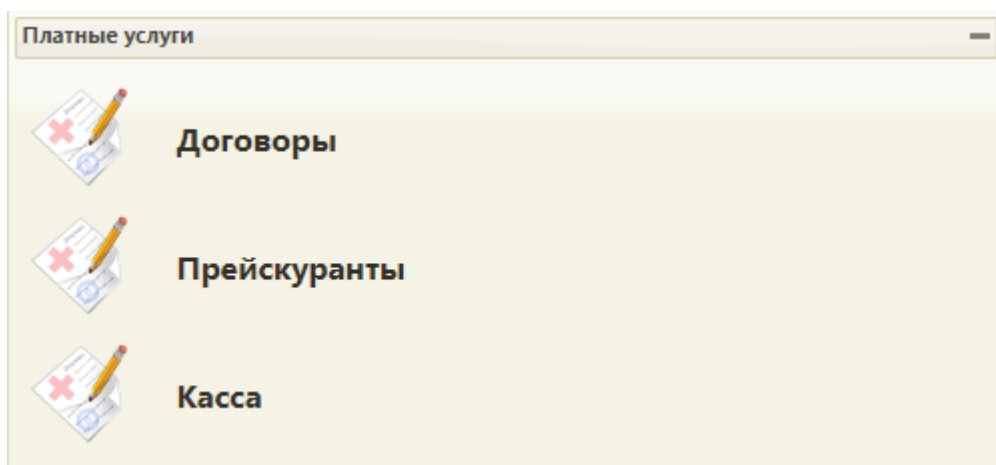 Платные услуги
Договоры
Прейскуранты
Касса